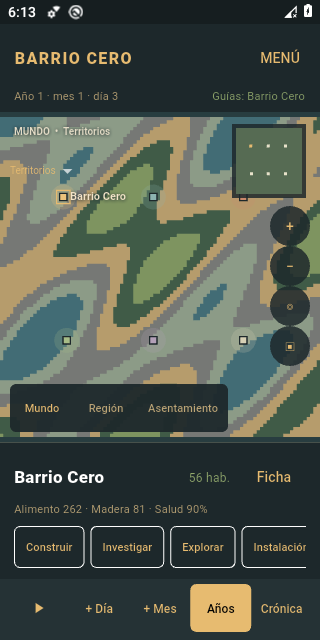 6:13
BARRIO CERO
MENÚ
Año 1 · mes 1 · día 3
Guías: Barrio Cero
MUNDO • Territorios
Territorios
Barrio Cero
+
−
Mundo
Región
Asentamiento
Barrio Cero
56 hab.
Ficha
Alimento 262 · Madera 81 · Salud 90%
Construir
Investigar
Explorar
Instalación
+ Día
+ Mes
Años
Crónica